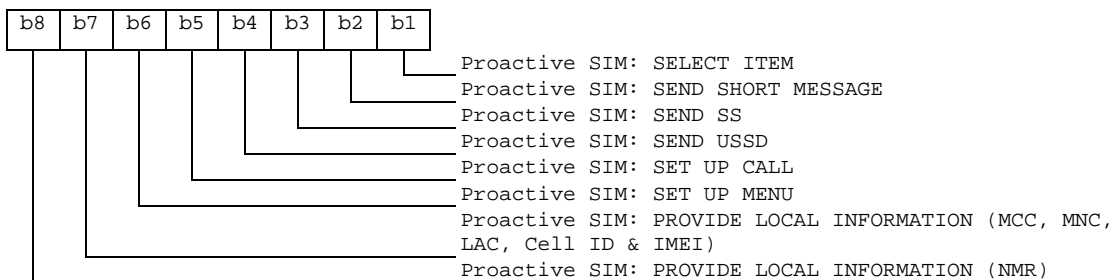 b8 b7 b6 b5 b4 b3 b2 b1
Proactive SIM: SELECT ITEM
Proactive SIM: SEND SHORT MESSAGE
Proactive SIM: SEND SS
Proactive SIM: SEND USSD
Proactive SIM: SET UP CALL
Proactive SIM: SET UP MENU
Proactive SIM: PROVIDE LOCAL INFORMATION (MCC, MNC,
LAC, Cell ID & IMEI)
Proactive SIM: PROVIDE LOCAL INFORMATION (NMR)